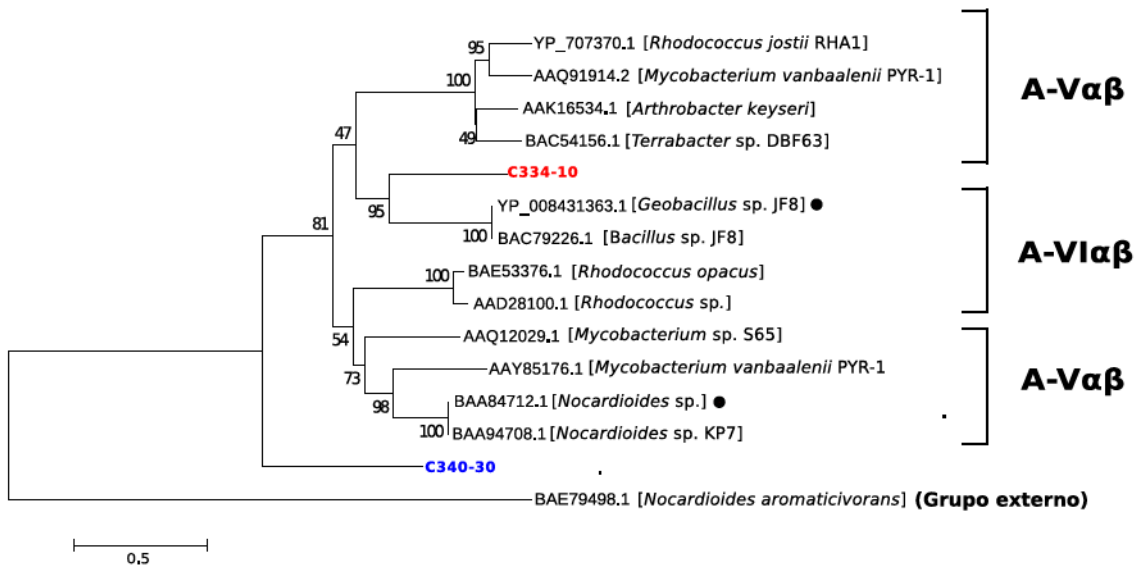 95
YP_707370.1 [Rhodococcus jostii RHA1]
100
AAQ91914.2 [Mycobacterium vanbaalenii PYR-1]
A-Vαβ
AAK16534.1 [Arthrobacter keyseri]
47
49
BAC54156.1 [Terrabacter sp. DBF63]
C334-10
95
YP_008431363.1 [Geobacillus sp. JF8] ●
81
100
BAC79226.1 [Bacillus sp. JF8]
A-VIαβ
100
BAE53376.1 [Rhodococcus opacus]
AAD28100.1 [Rhodococcus sp.]
54
AAQ12029.1 [Mycobacterium sp. S65]
73
AAY85176.1 [Mycobacterium vanbaalenii PYR-1
A-Vαβ
98
BAA84712.1 [Nocardioides sp.] ●
100
BAA94708.1 [Nocardioides sp. KP7]
C340-30
BAE79498.1 [Nocardioides aromaticivorans] (Grupo externo)
0.5